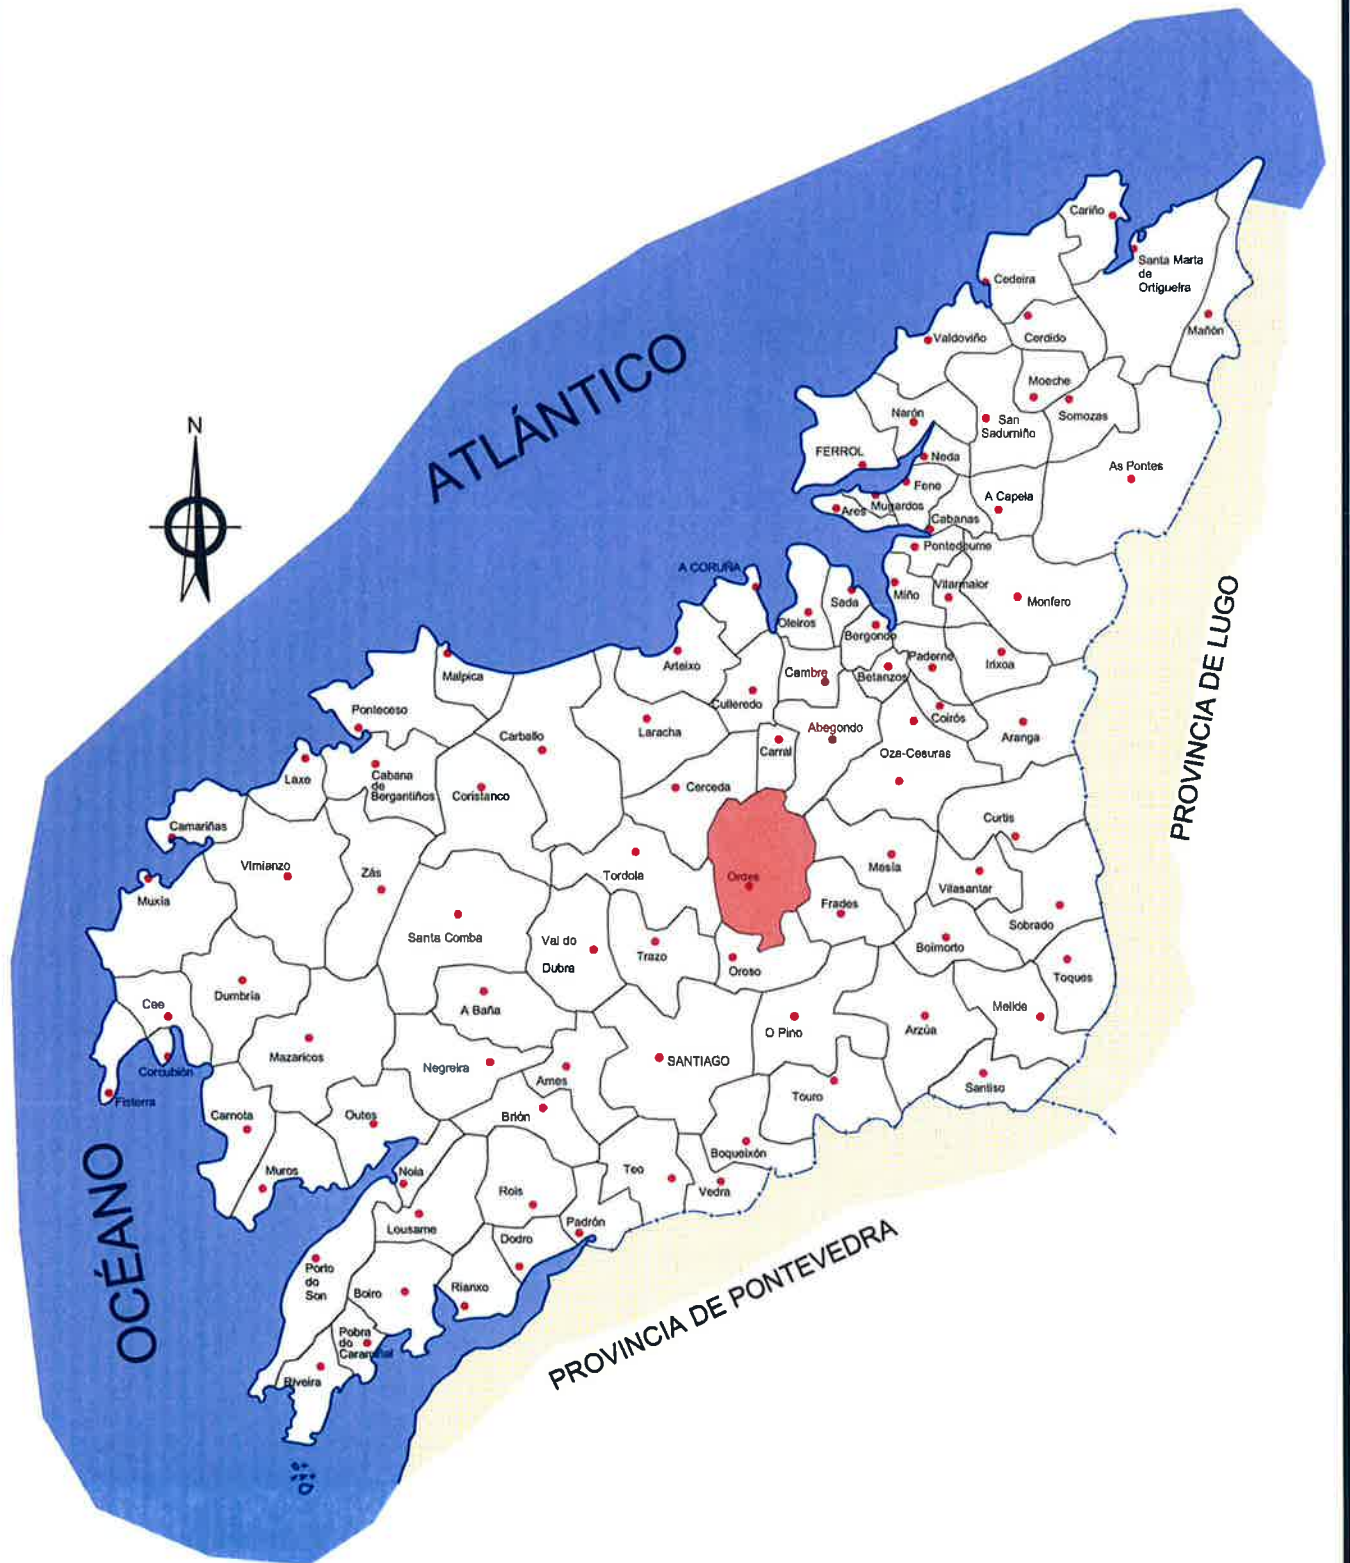 Cariño
Santa Marta
de
Ortigueira
Cedeira
Mañón
Valdoviño
Cerdido
ATLÁNTICO
Moeche
Somozas
Narón
San
Sadurniño
N
FERROL
Neda
As Pontes
Fene
A Capela
Mugardos
Ares
Cabanas
Pontedeume
A CORUÑA
Vilarmaior
Miño
Monfero
Sada
Oleiros
Bergondo
PROVINCIA DE LUGO
Paderne
Irixoa
Arteixo
Cambre
Betanzos
Malpica
Culleredo
Ponteceso
Coirós
Abegondo
Laracha
Carballo
Aranga
Carral
Oza-Cesuras
Laxe
Cabana
de
Bergantiños
Coristanco
Cerceda
Curtis
Camariñas
Vimianzo
Zás
Tordoia
Ordes
Mesía
Vilasantar
Muxía
Frades
Sobrado
Santa Comba
Val do
Dubra
Trazo
Boimorto
Oroso
Toques
Dumbría
Cee
A Baña
Melide
O Pino
Arzúa
Mazaricos
SANTIAGO
Negreira
Corcubión
Ames
Santiso
Fisterra
Touro
Carnota
Outes
Brión
Boqueixón
Muros
Noia
Teo
Vedra
Rois
OCÉANO
Lousame
Padrón
Dodro
Porto
do
Son
Boiro
Rianxo
PROVINCIA DE PONTEVEDRA
Pobra
do
Caramiñal
Riveira